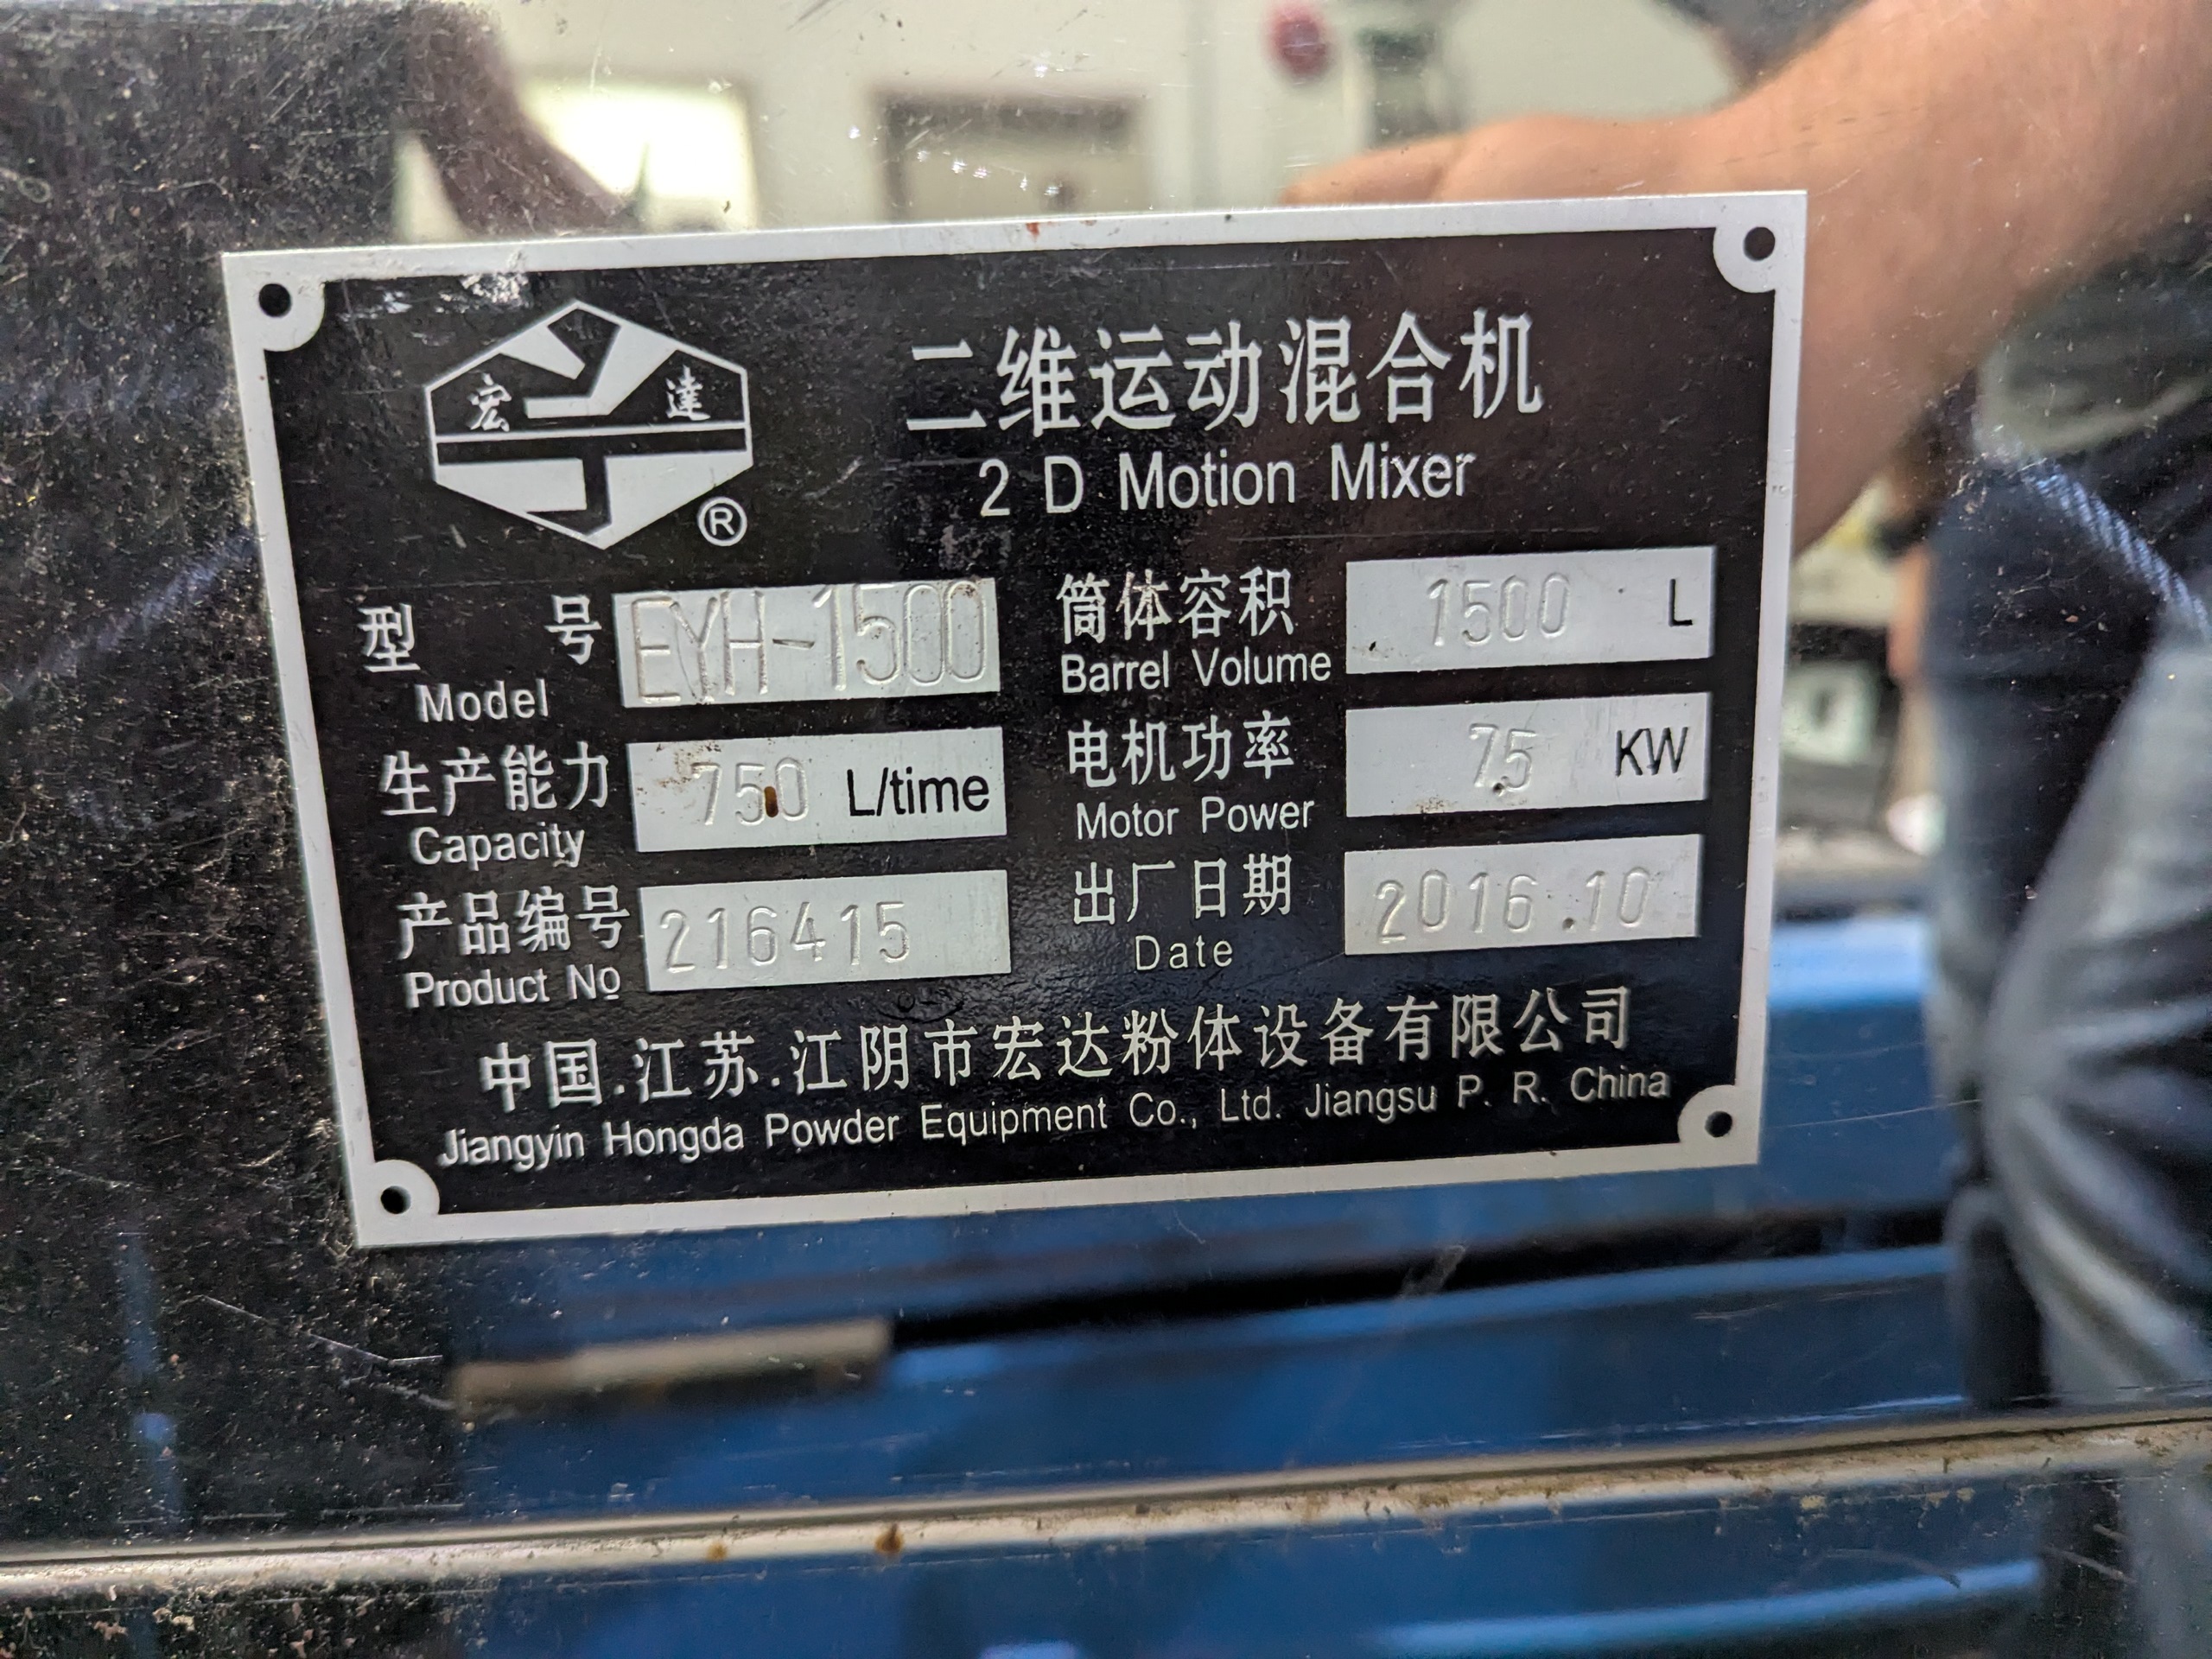 宏 達
®
二维运动混合机
2 D Motion Mixer
型 号 EYH-1500
Model
筒体容积 1500 L
Barrel Volume
生产能力 750 L/time
Capacity
电机功率 7.5 KW
Motor Power
产品编号 216415
Product №
出厂日期 2016.10
Date
中国.江苏.江阴市宏达粉体设备有限公司
Jiangyin Hongda Powder Equipment Co., Ltd. Jiangsu P. R. China